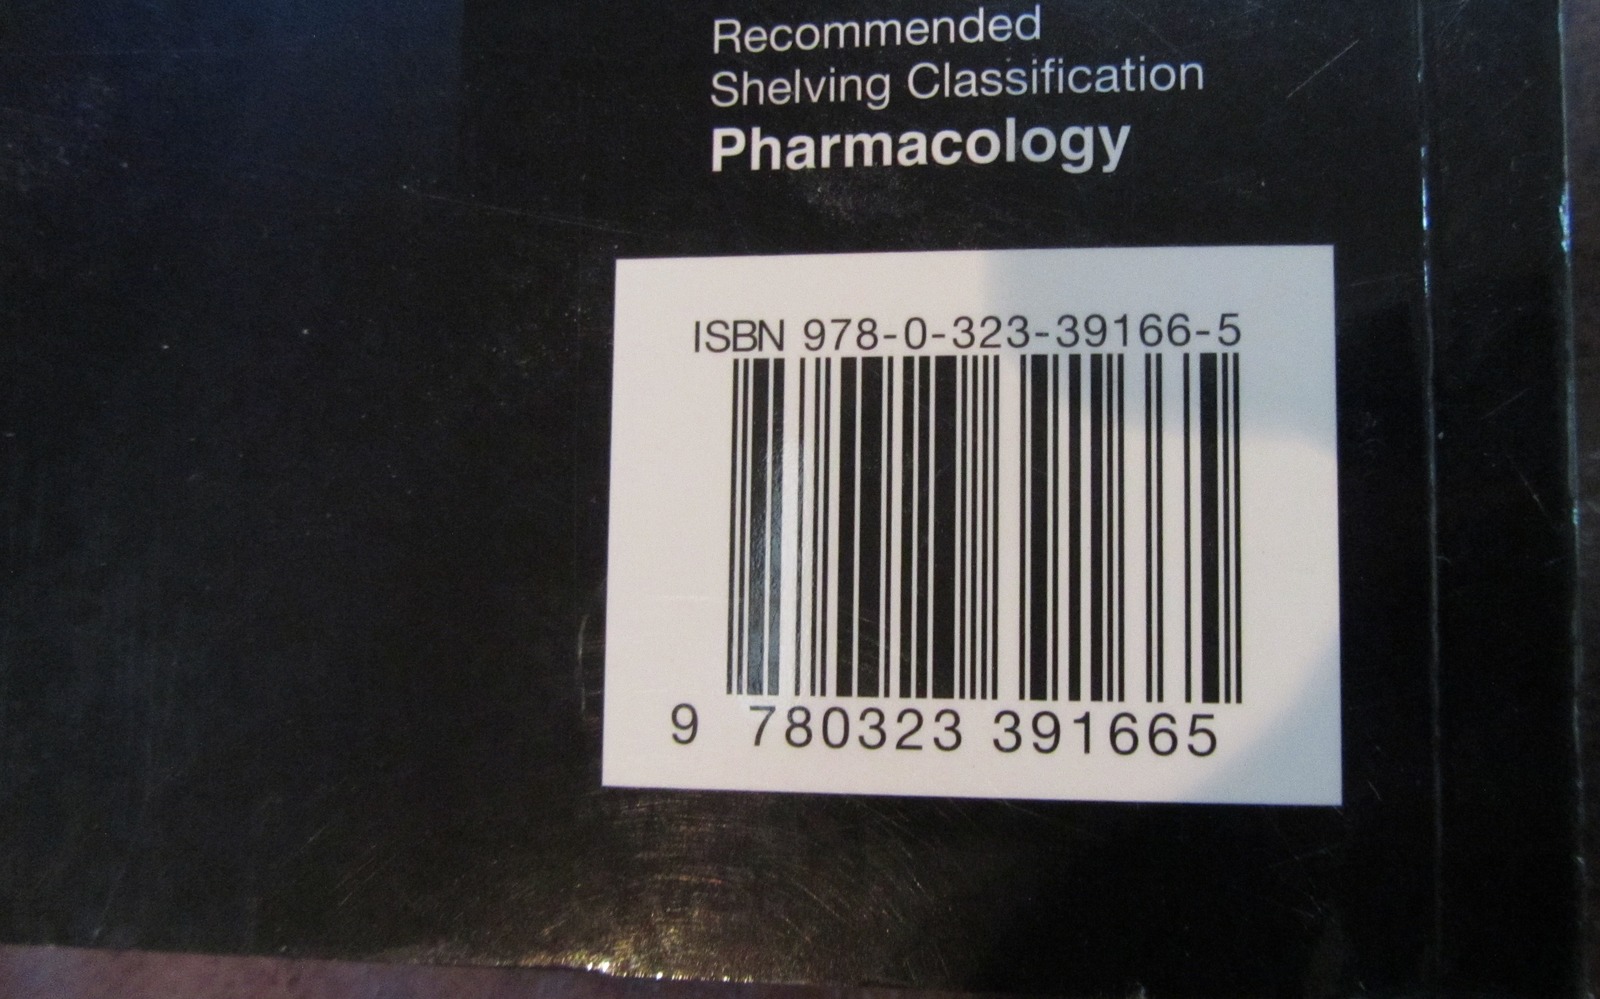 Recommended
Shelving Classification
Pharmacology
ISBN 978-0-323-39166-5
9 780323 391665